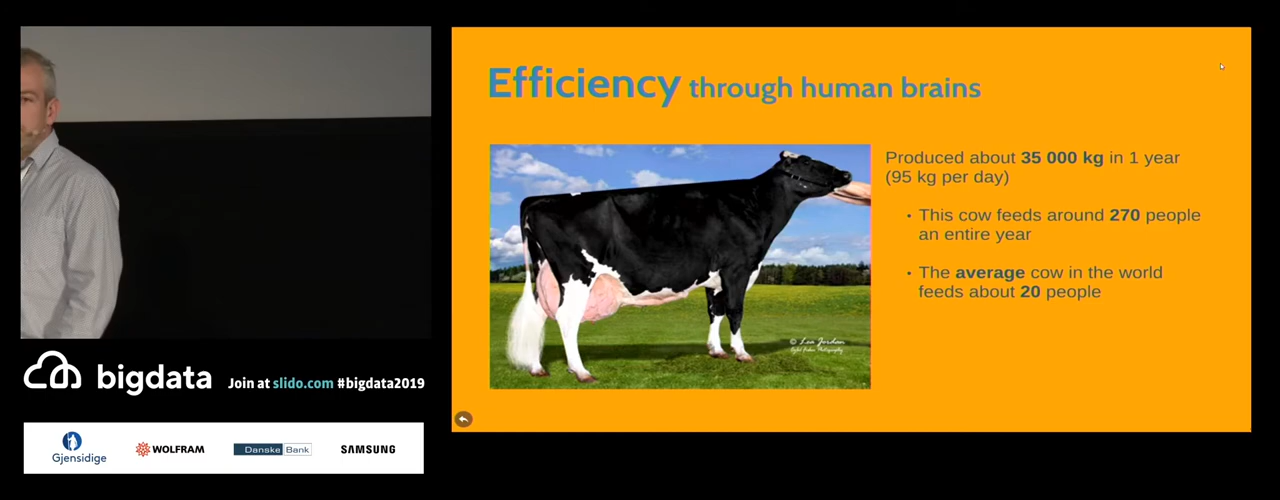 Efficiency through human brains
Produced about 35 000 kg in 1 year
(95 kg per day)
• This cow feeds around 270 people
an entire year
• The average cow in the world
feeds about 20 people
© Lea Jordan
bigdata
Join at slido.com #bigdata2019
Gjensidige
WOLFRAM
Danske Bank
SAMSUNG